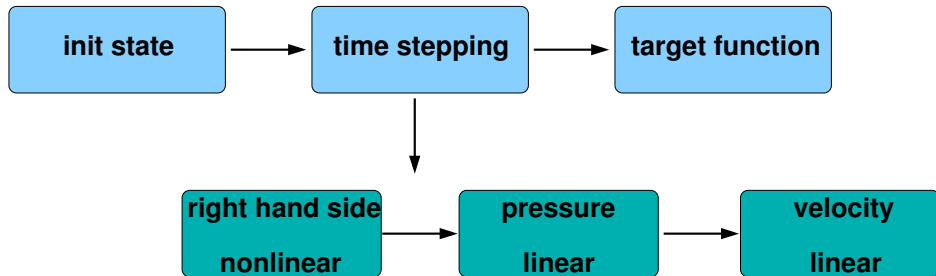 init state
time stepping
target function
right hand side
nonlinear
pressure
linear
velocity
linear